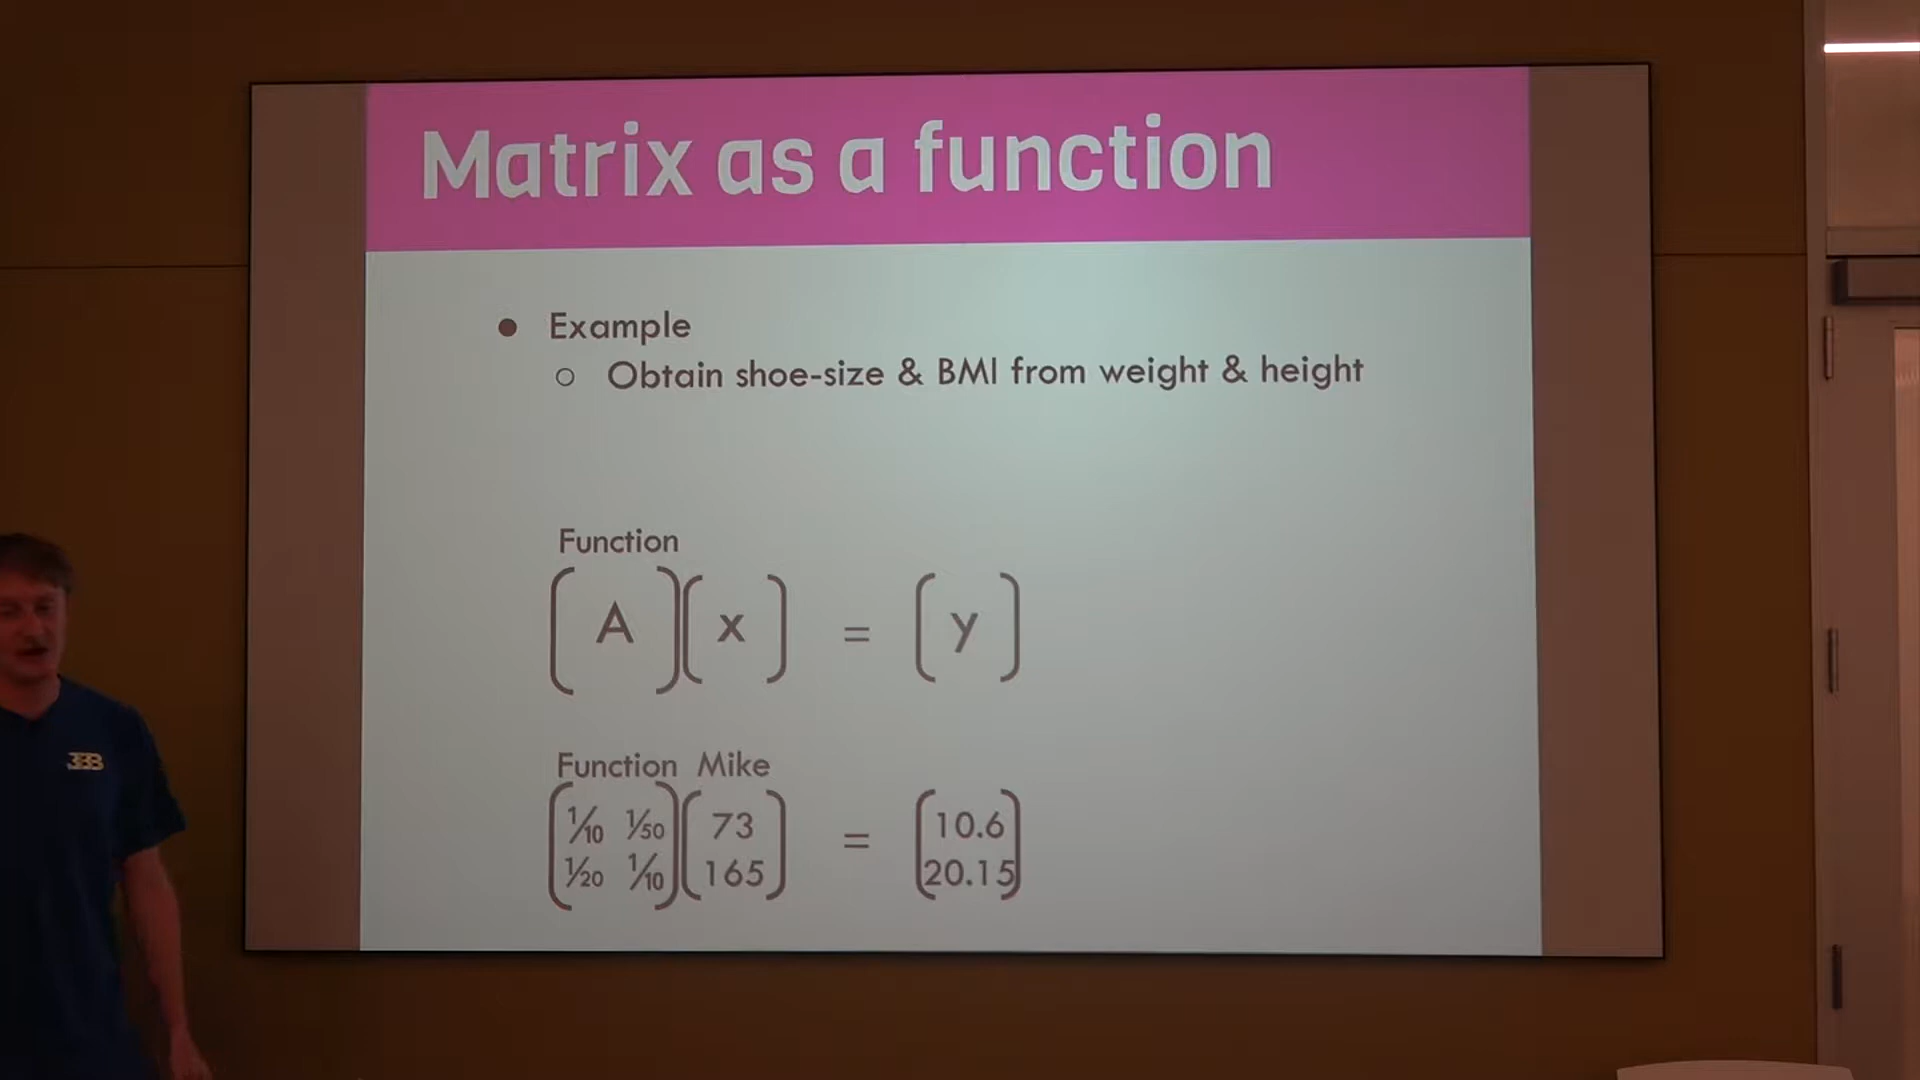 Matrix as a function
● Example
○ Obtain shoe-size & BMI from weight & height
Function
(A)(x) = (y)
Function Mike
⅒ 1/50 73 10.6
1/20 ⅒ 165 = 20.15